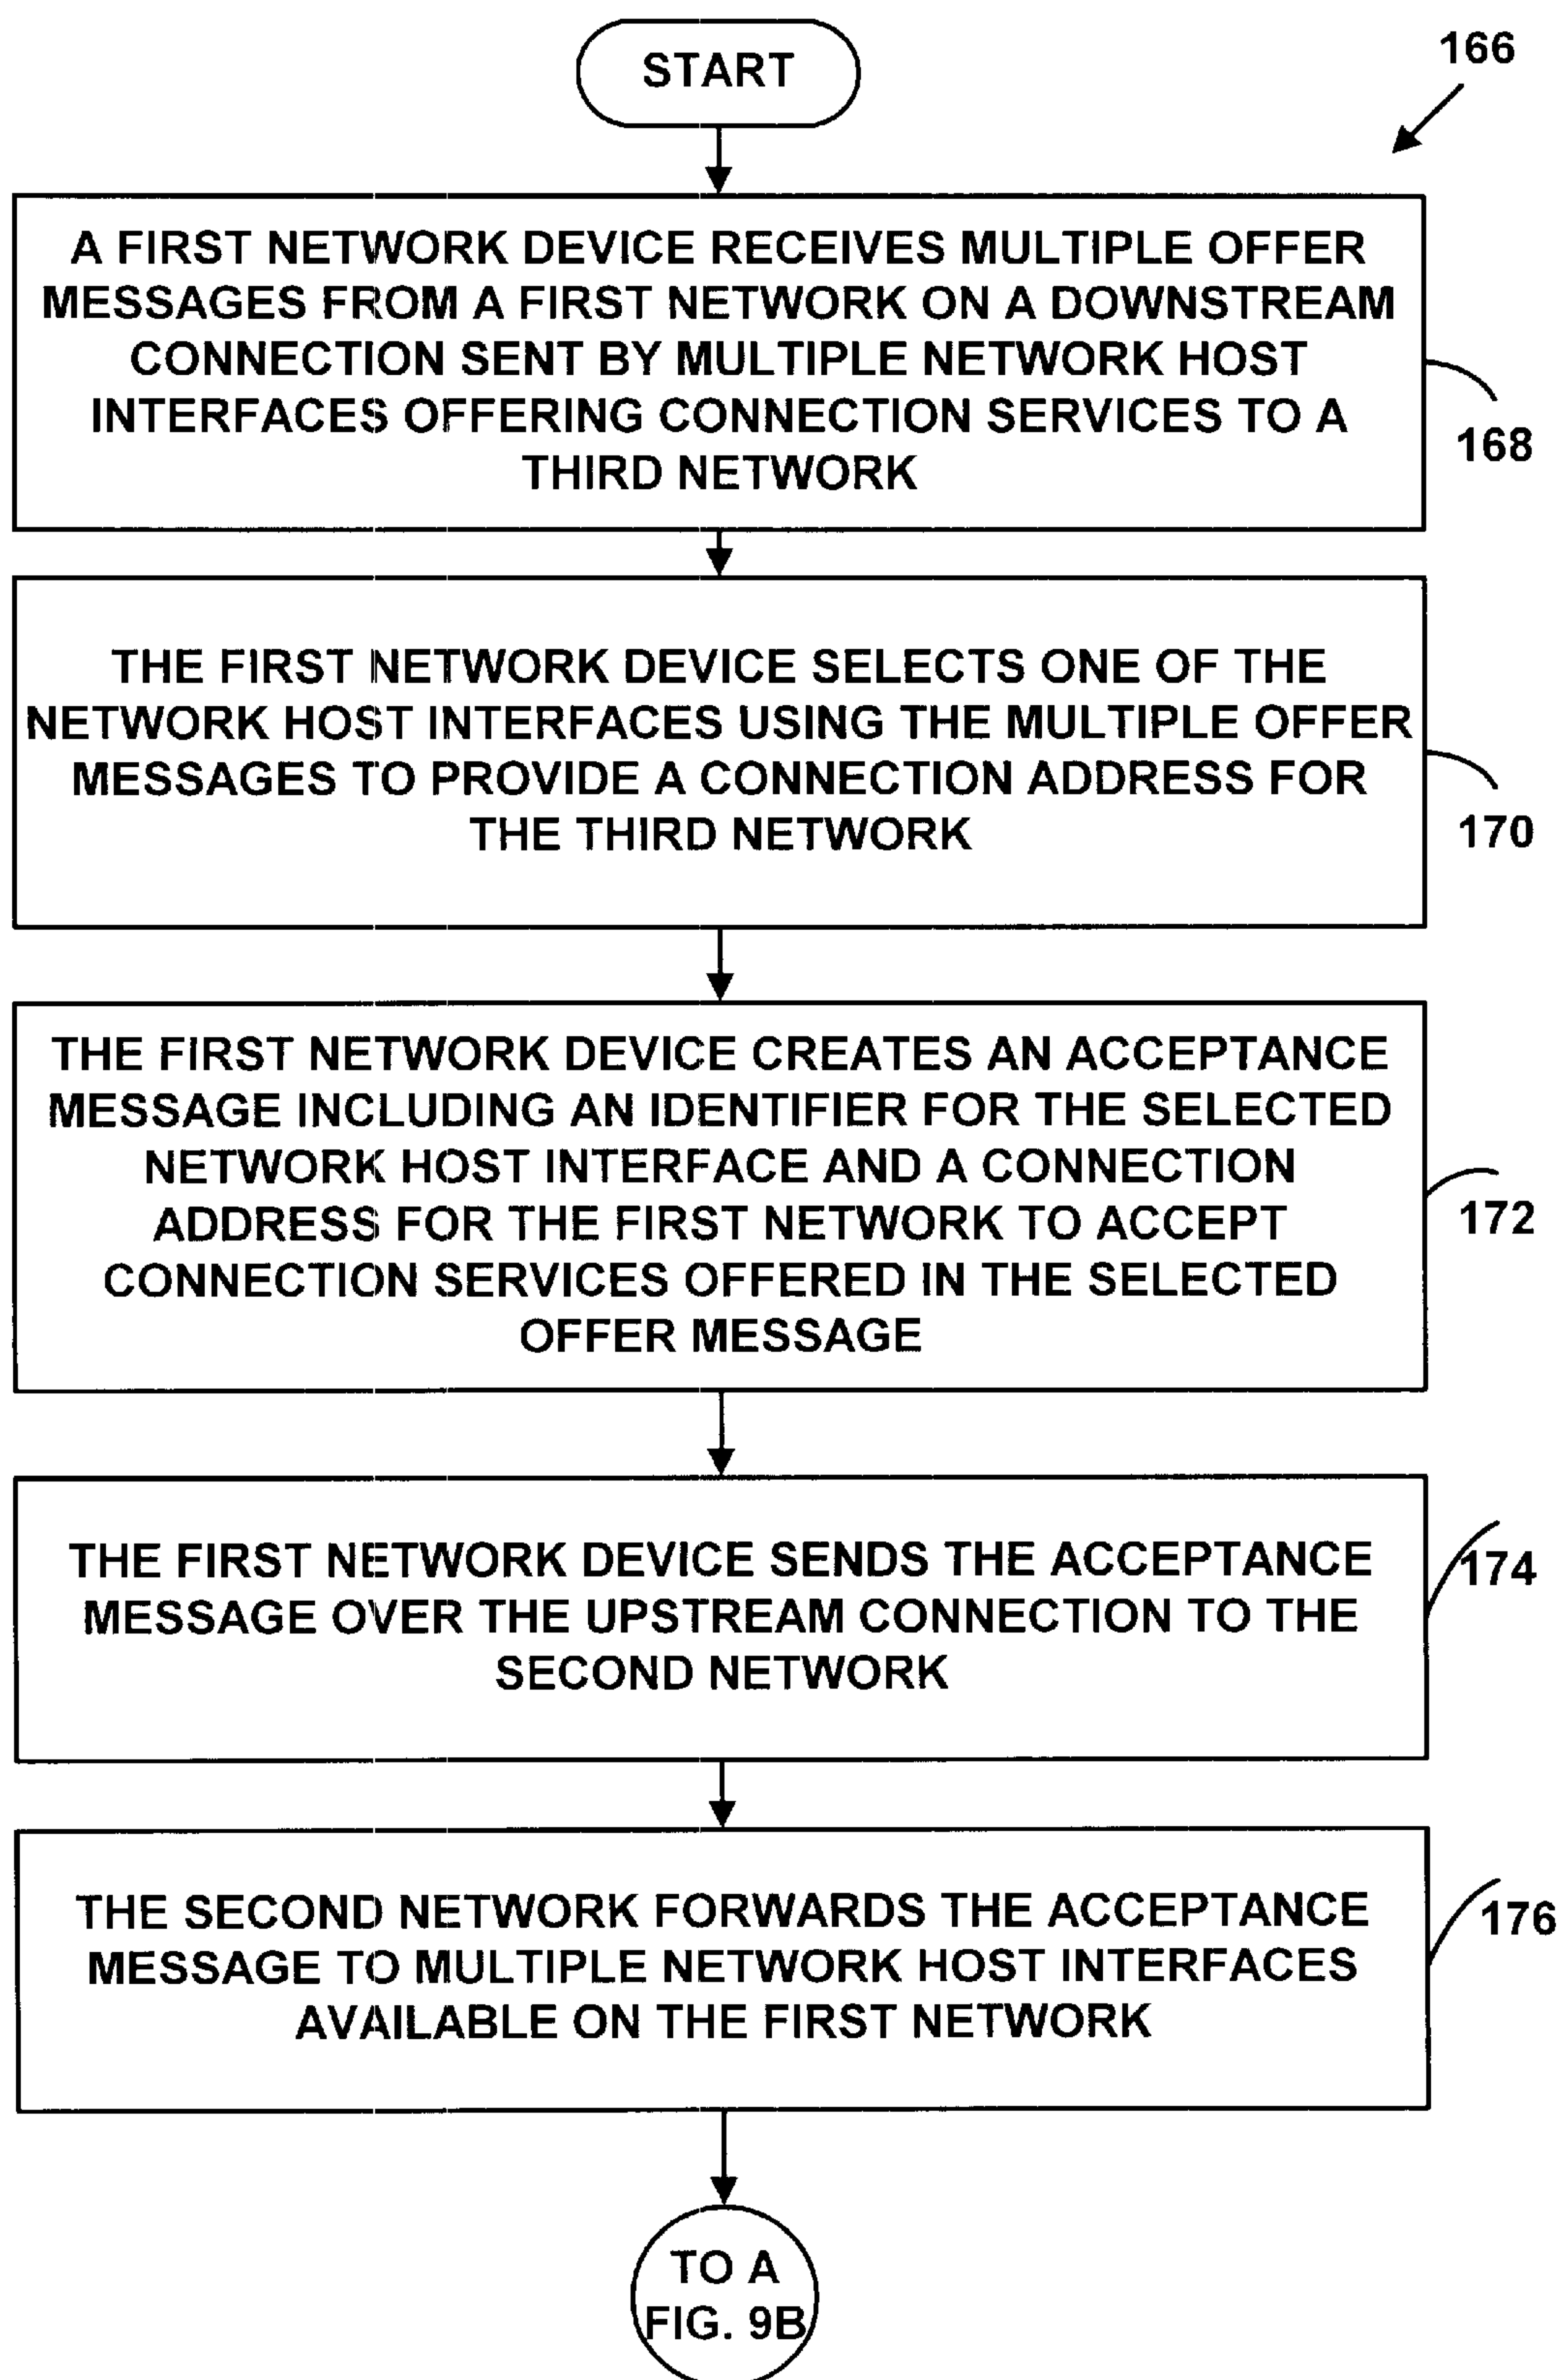 START
166
A FIRST NETWORK DEVICE RECEIVES MULTIPLE OFFER
MESSAGES FROM A FIRST NETWORK ON A DOWNSTREAM
CONNECTION SENT BY MULTIPLE NETWORK HOST
INTERFACES OFFERING CONNECTION SERVICES TO A
THIRD NETWORK
168
THE FIRST NETWORK DEVICE SELECTS ONE OF THE
NETWORK HOST INTERFACES USING THE MULTIPLE OFFER
MESSAGES TO PROVIDE A CONNECTION ADDRESS FOR
THE THIRD NETWORK
170
THE FIRST NETWORK DEVICE CREATES AN ACCEPTANCE
MESSAGE INCLUDING AN IDENTIFIER FOR THE SELECTED
NETWORK HOST INTERFACE AND A CONNECTION
ADDRESS FOR THE FIRST NETWORK TO ACCEPT
CONNECTION SERVICES OFFERED IN THE SELECTED
OFFER MESSAGE
172
THE FIRST NETWORK DEVICE SENDS THE ACCEPTANCE
MESSAGE OVER THE UPSTREAM CONNECTION TO THE
SECOND NETWORK
174
THE SECOND NETWORK FORWARDS THE ACCEPTANCE
MESSAGE TO MULTIPLE NETWORK HOST INTERFACES
AVAILABLE ON THE FIRST NETWORK
176
TO A
FIG. 9B